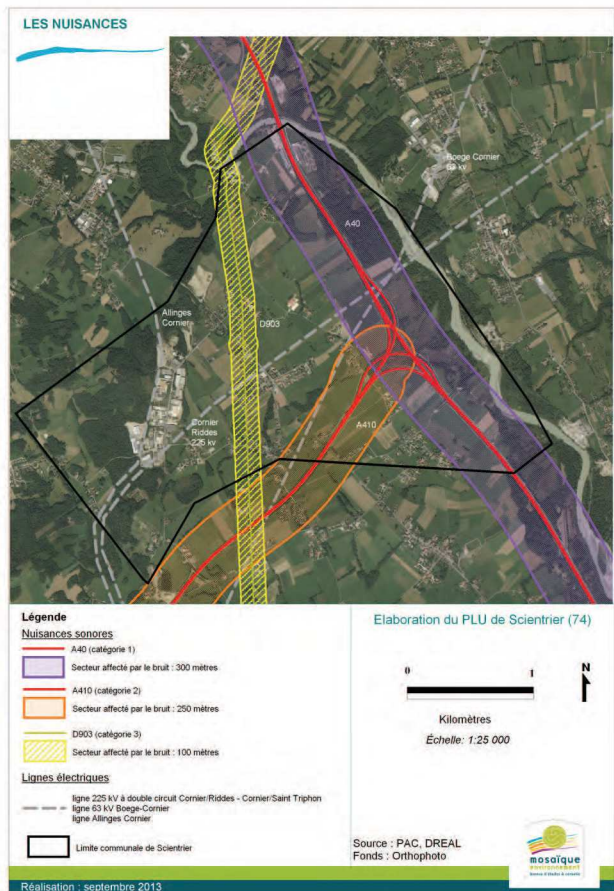 LES NUISANCES
Boege Cornier
63 kv
A40
Allinges
Cornier
D903
Cornier
Riddes
225 kv
A410
Légende
Nuisances sonores
A40 (catégorie 1)
Secteur affecté par le bruit : 300 mètres
A410 (catégorie 2)
Secteur affecté par le bruit : 250 mètres
D903 (catégorie 3)
Secteur affecté par le bruit : 100 mètres
Lignes électriques
ligne 225 kV à double circuit Cornier/Riddes - Cornier/Saint Triphon
ligne 63 kV Boege-Cornier
ligne Allinges Cornier
Limite communale de Scientrier
Elaboration du PLU de Scientrier (74)
0 1
N
Kilomètres
Échelle: 1:25 000
Source : PAC, DREAL
Fonds : Orthophoto
mosaïque
environnement
Réalisation : septembre 2013